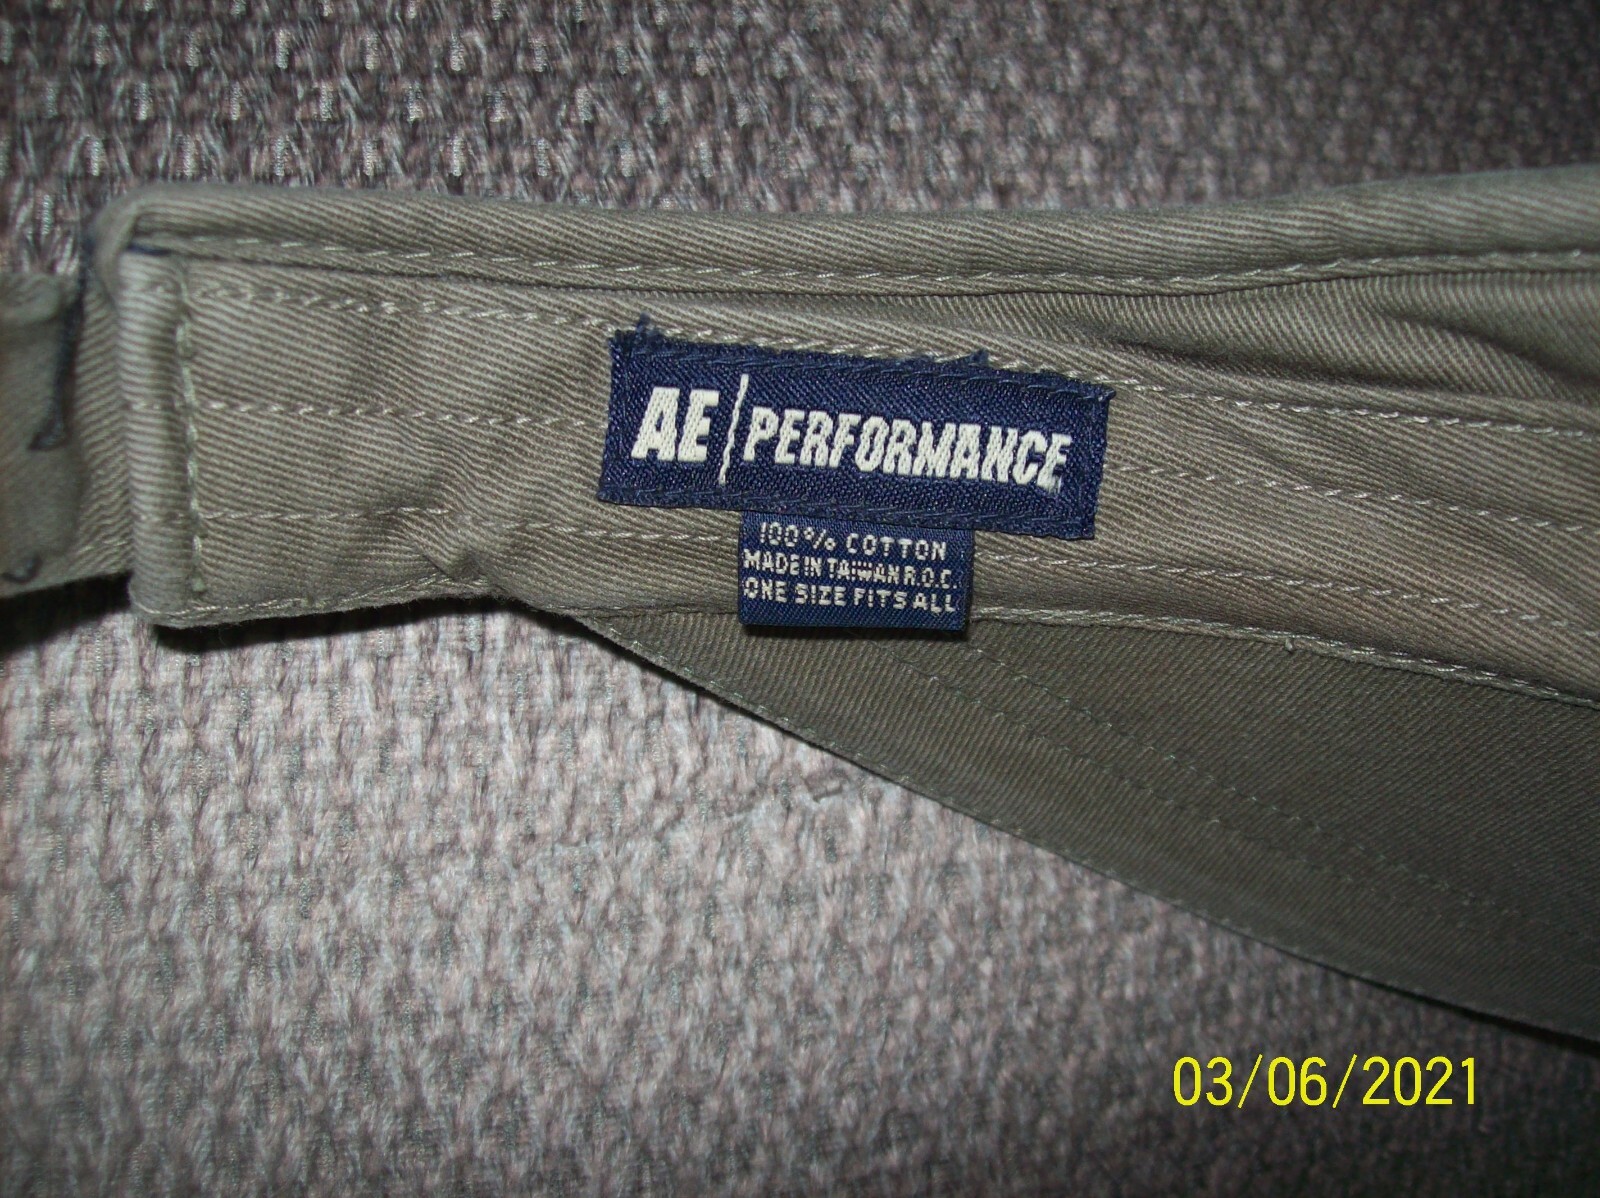 AE | PERFORMANCE
100% COTTON
MADE IN TAIWAN R.O.C.
ONE SIZE FITS ALL
03/06/2021